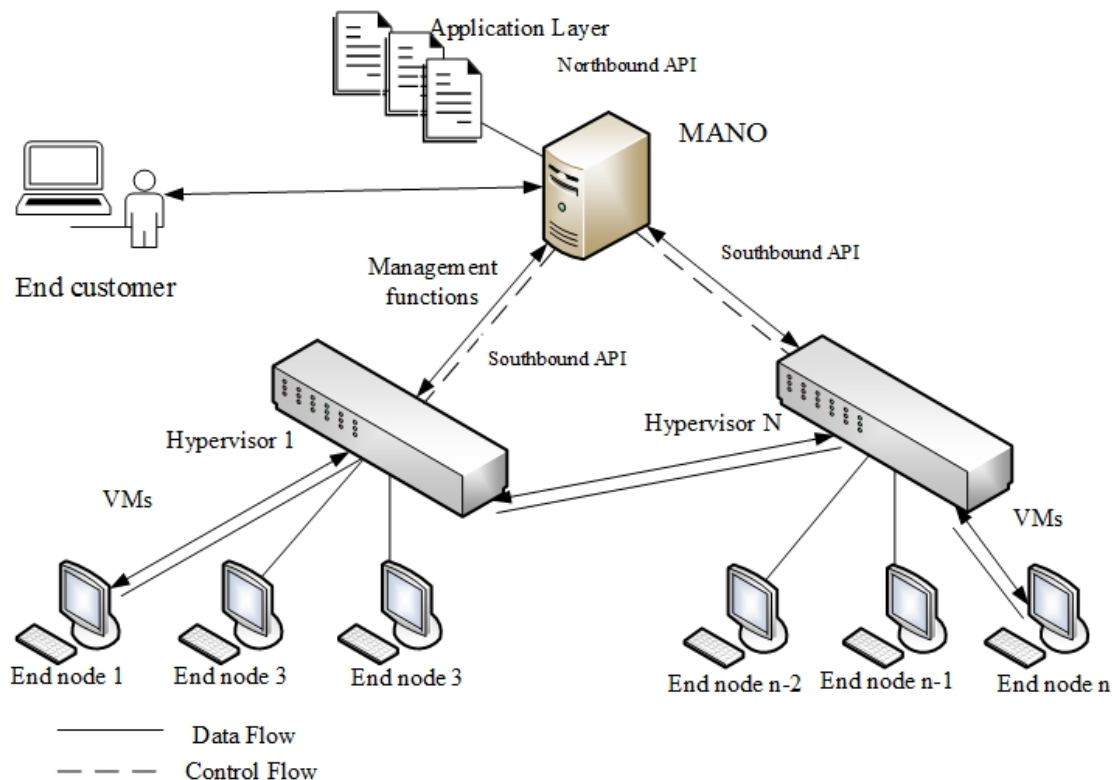 Application Layer
Northbound API
MANO
Southbound API
End customer
Management
functions
Southbound API
Hypervisor 1
Hypervisor N
VMs
VMs
End node 1
End node 3
End node 3
End node n-2
End node n-1
End node n
Data Flow
Control Flow